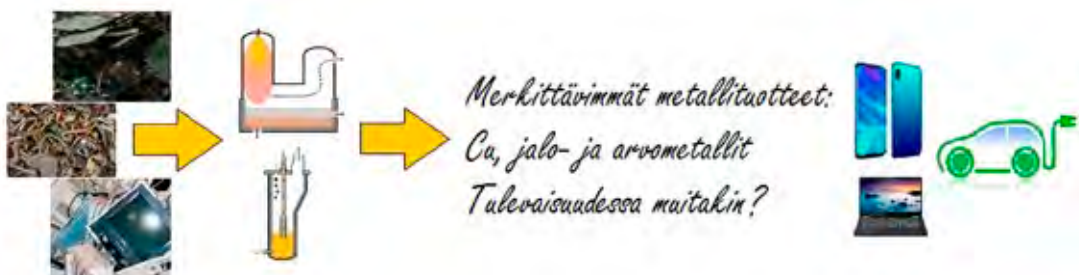 Merkittävimmät metallituotteet:
Cu, jalo- ja arvometallit
Tulevaisuudessa muitakin?